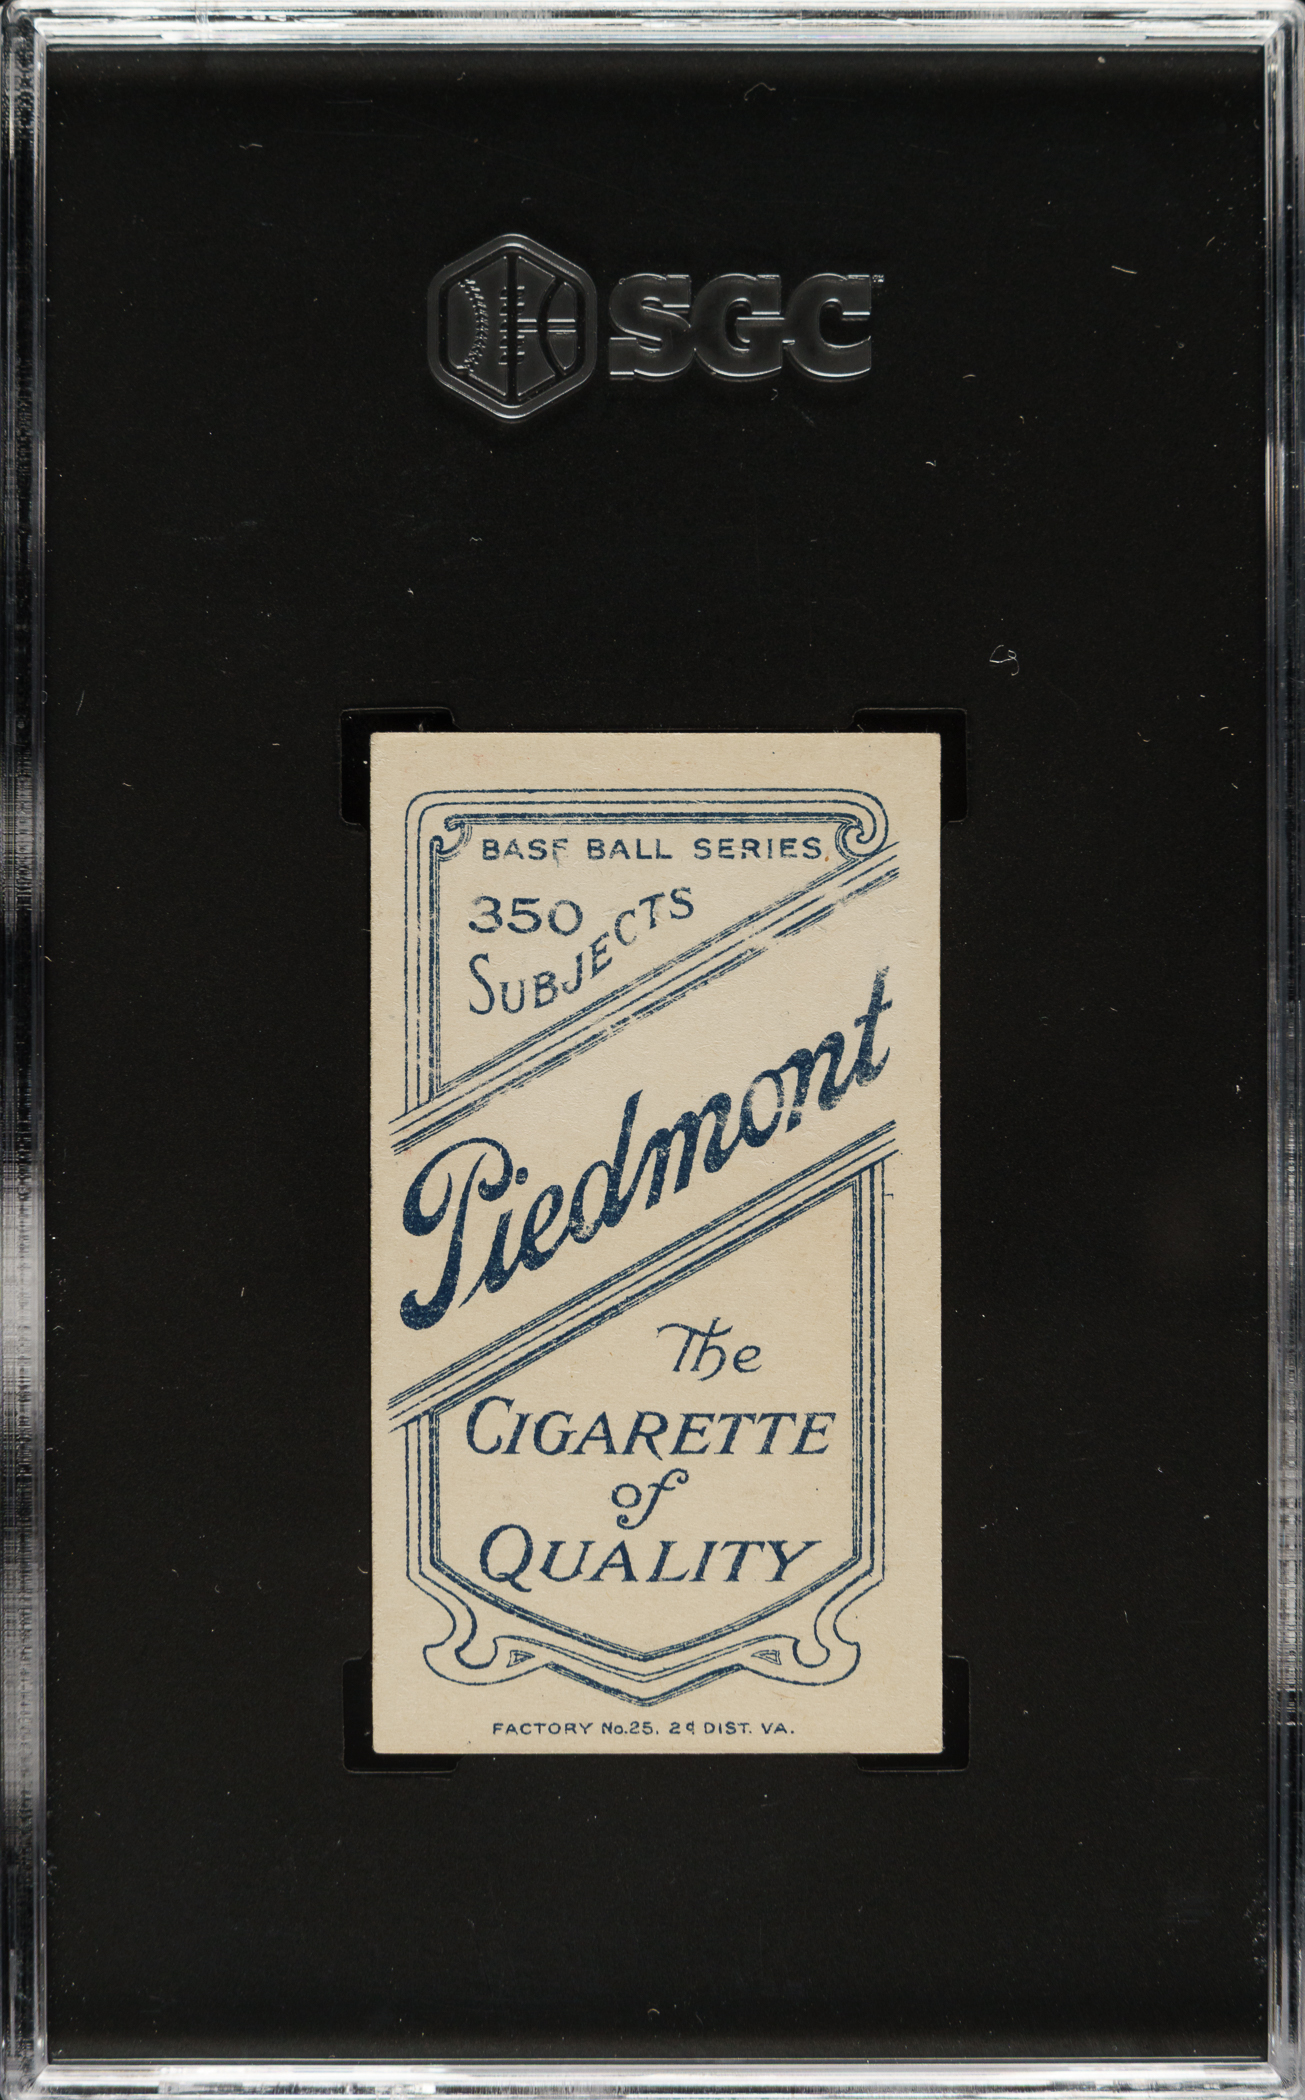 SGC
BASE BALL SERIES
350
SUBJECTS
Piedmont
The
CIGARETTE
of
QUALITY
FACTORY No.25. 2d DIST. VA.